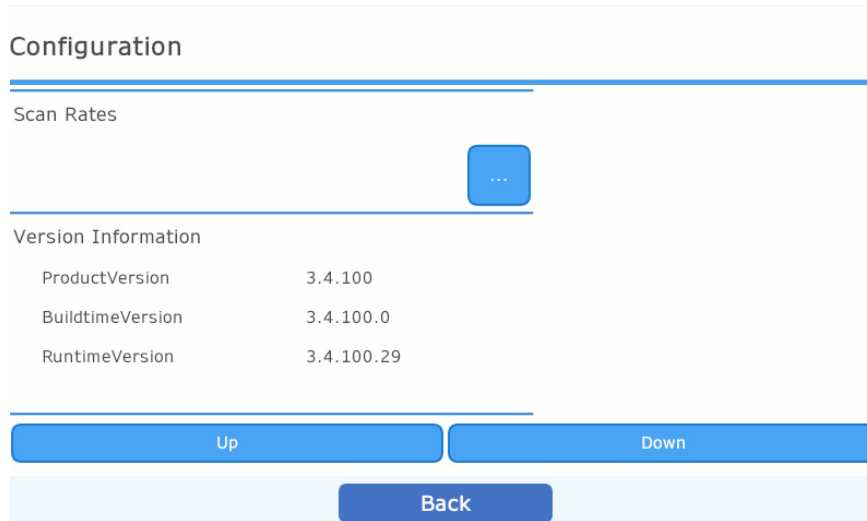 Configuration
Scan Rates
...
Version Information
ProductVersion 3.4.100
BuildtimeVersion 3.4.100.0
RuntimeVersion 3.4.100.29
Up Down
Back